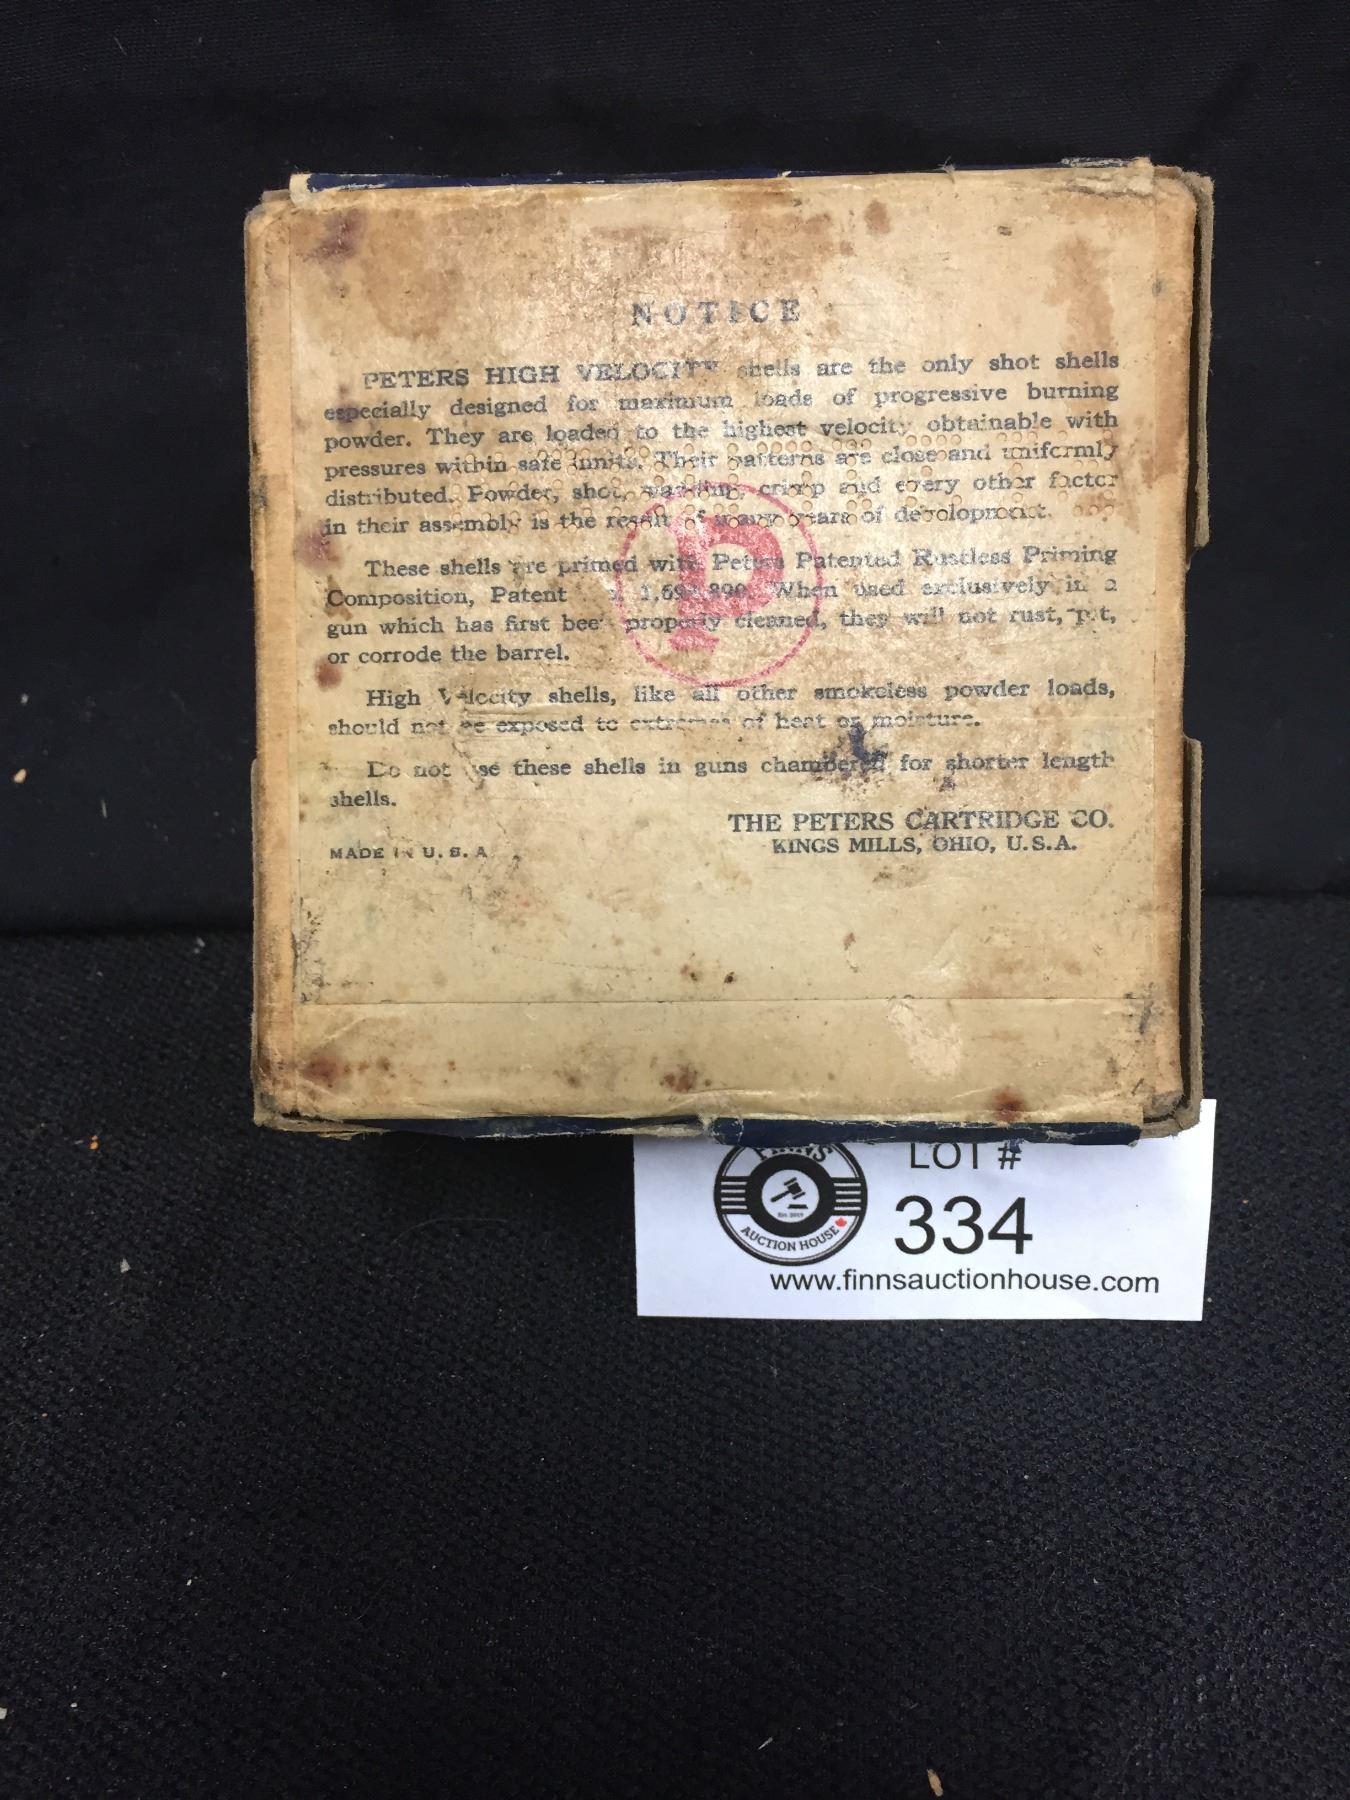 NOTICE
PETERS HIGH VELOCITY shells are the only shot shells
especially designed for maximum loads of progressive burning
powder. They are loaded to the highest velocity obtainable with
pressures within safe limits. Their patterns are close and uniformly
distributed. Powder, shot, wadding, crimp and every other factor
in their assembly is the result of many years of development.
These shells are primed with Peters Patented Rustless Priming
Composition, Patent When used exclusively in a
gun which has first been properly cleaned, they will not rust, pit,
or corrode the barrel.
High Velocity shells, like all other smokeless powder loads,
should not be exposed to extremes of heat or moisture.
Do not use these shells in guns chambered for shorter length
shells.
THE PETERS CARTRIDGE CO.
KINGS MILLS, OHIO, U.S.A.
MADE IN U. S. A.
P
FINNS
EST. 2019
AUCTION HOUSE
LOT #
334
www.finnsauctionhouse.com